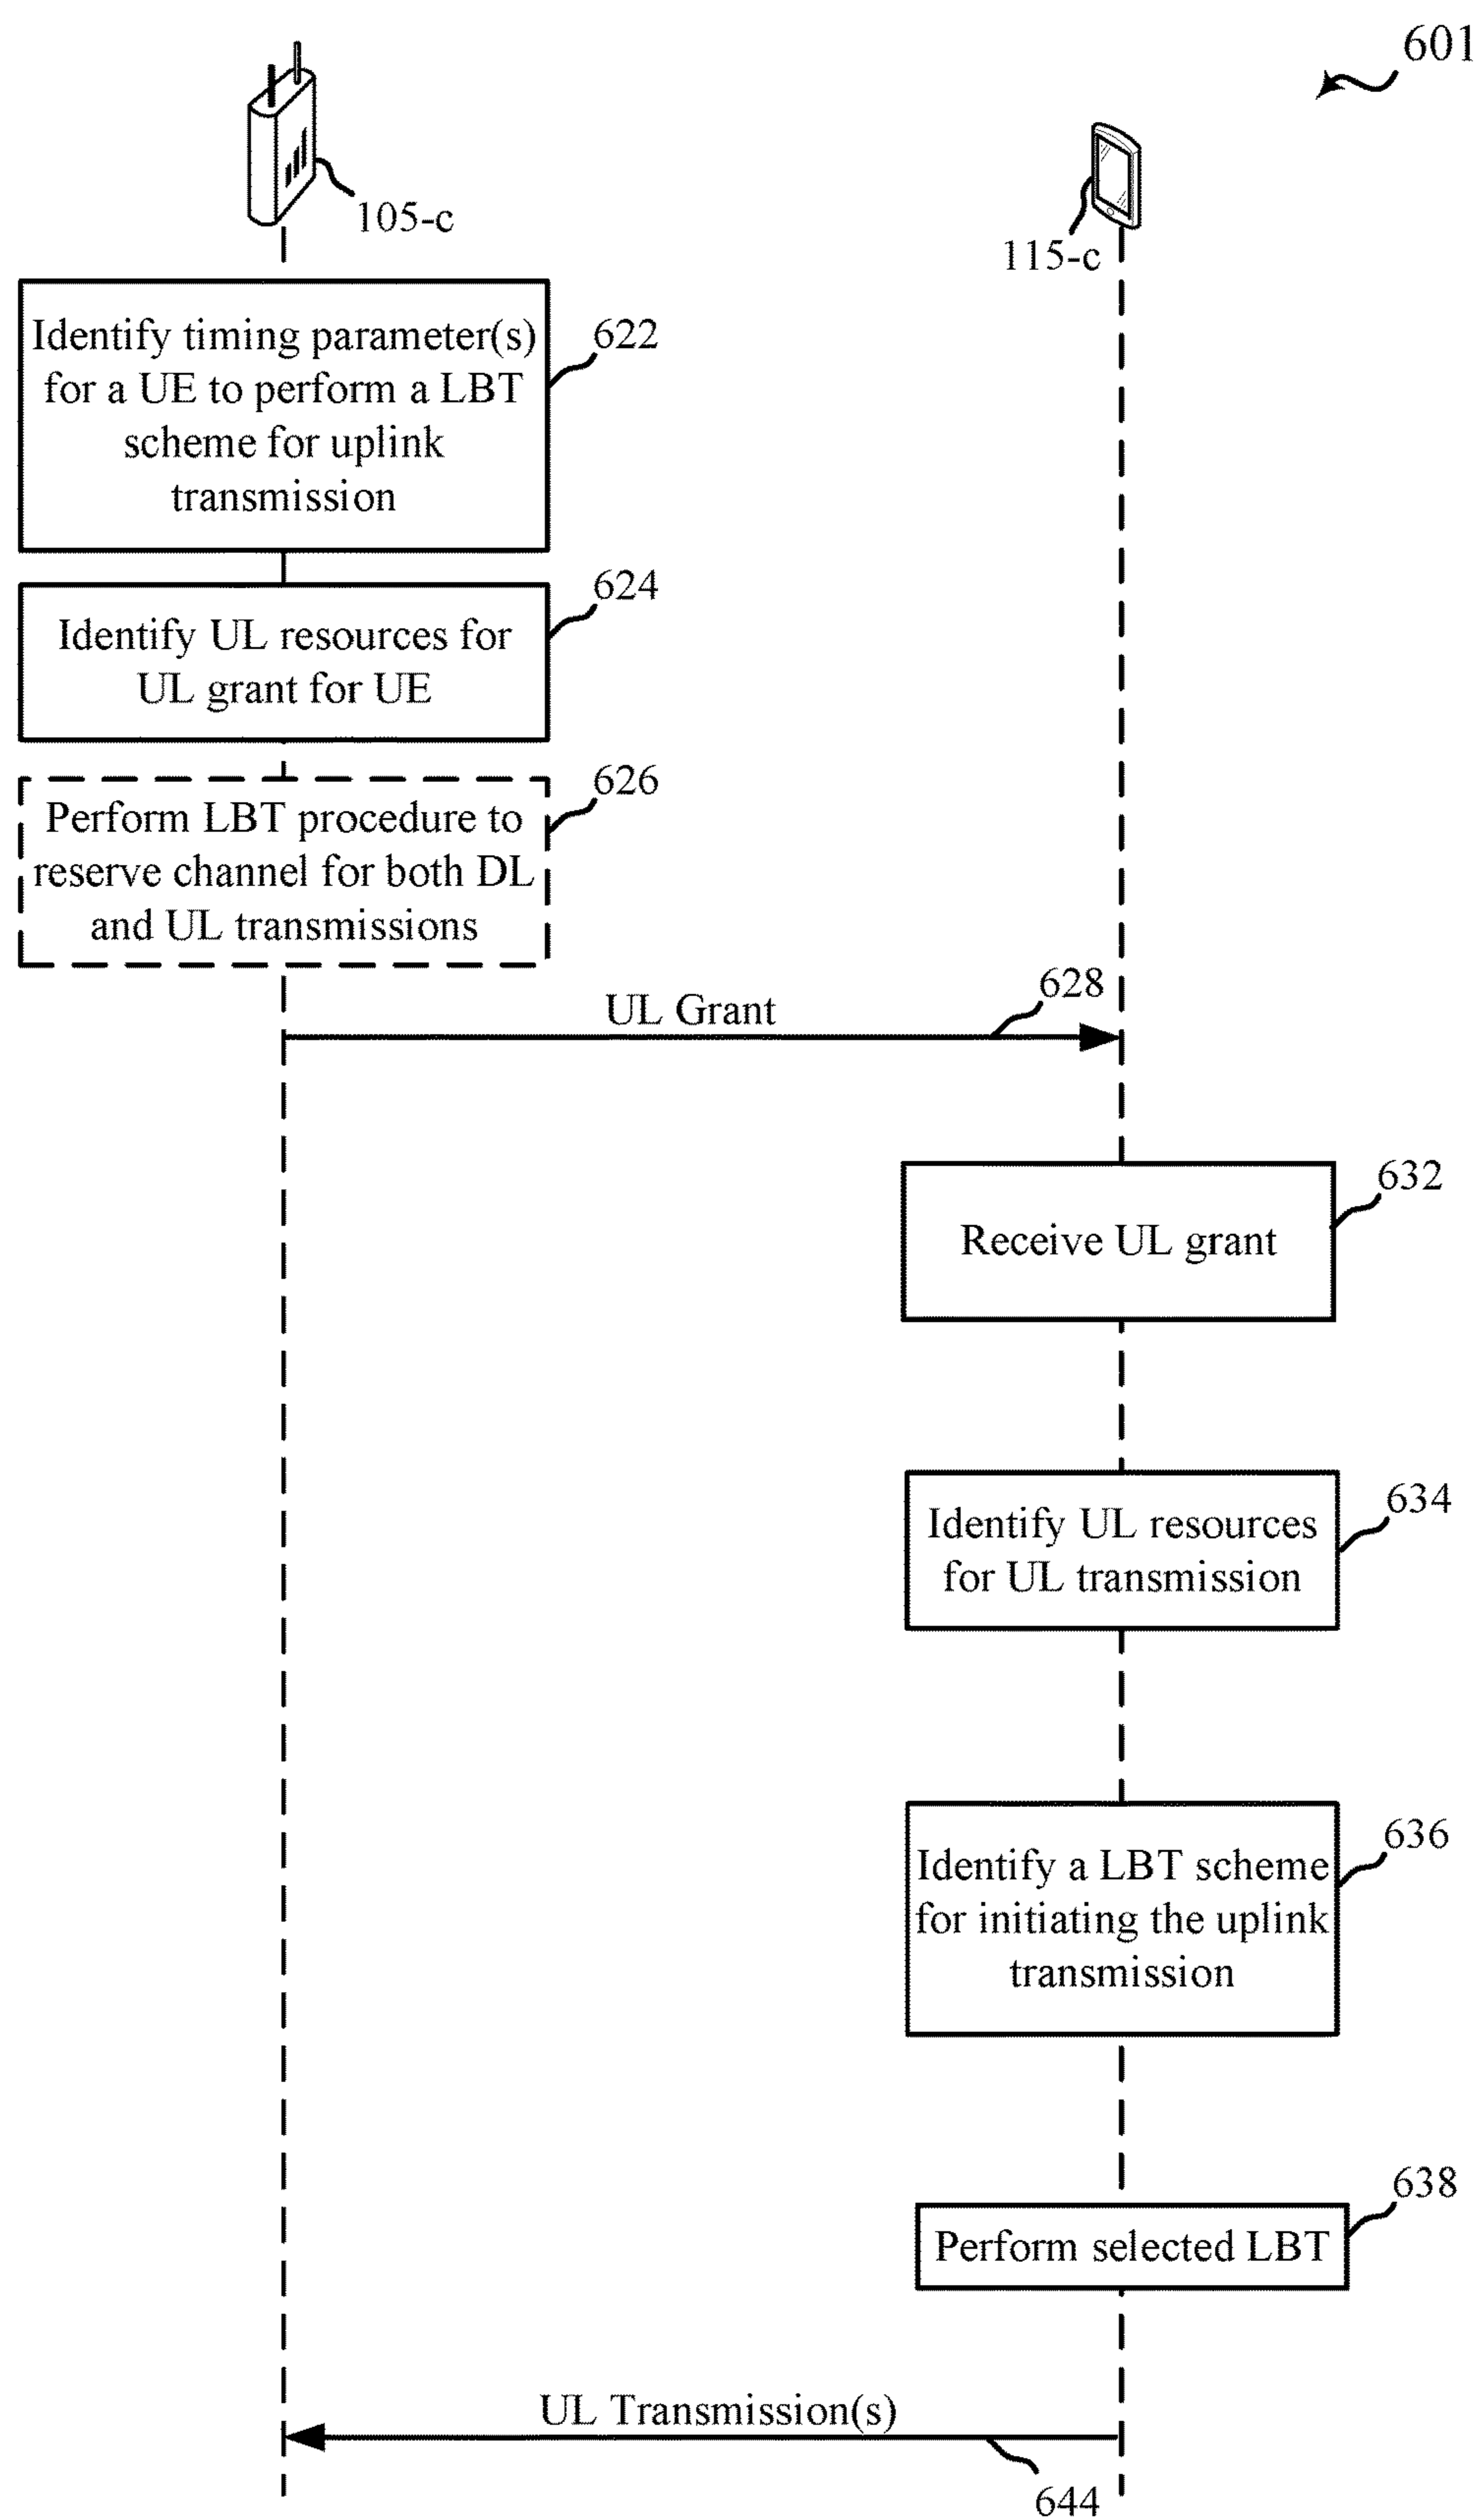 601
105-c
115-c
Identify timing parameter(s)
for a UE to perform a LBT
scheme for uplink
transmission
622
Identify UL resources for
UL grant for UE
624
Perform LBT procedure to
reserve channel for both DL
and UL transmissions
626
UL Grant
628
Receive UL grant
632
Identify UL resources
for UL transmission
634
Identify a LBT scheme
for initiating the uplink
transmission
636
Perform selected LBT
638
UL Transmission(s)
644